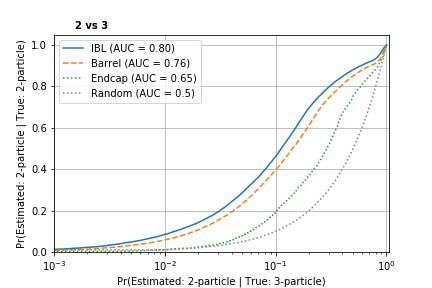 2 vs 3
Pr(Estimated: 2-particle | True: 2-particle)
1.0
0.8
0.6
0.4
0.2
0.0
IBL (AUC = 0.80)
Barrel (AUC = 0.76)
Endcap (AUC = 0.65)
Random (AUC = 0.5)
10⁻³
10⁻²
10⁻¹
10⁰
Pr(Estimated: 2-particle | True: 3-particle)